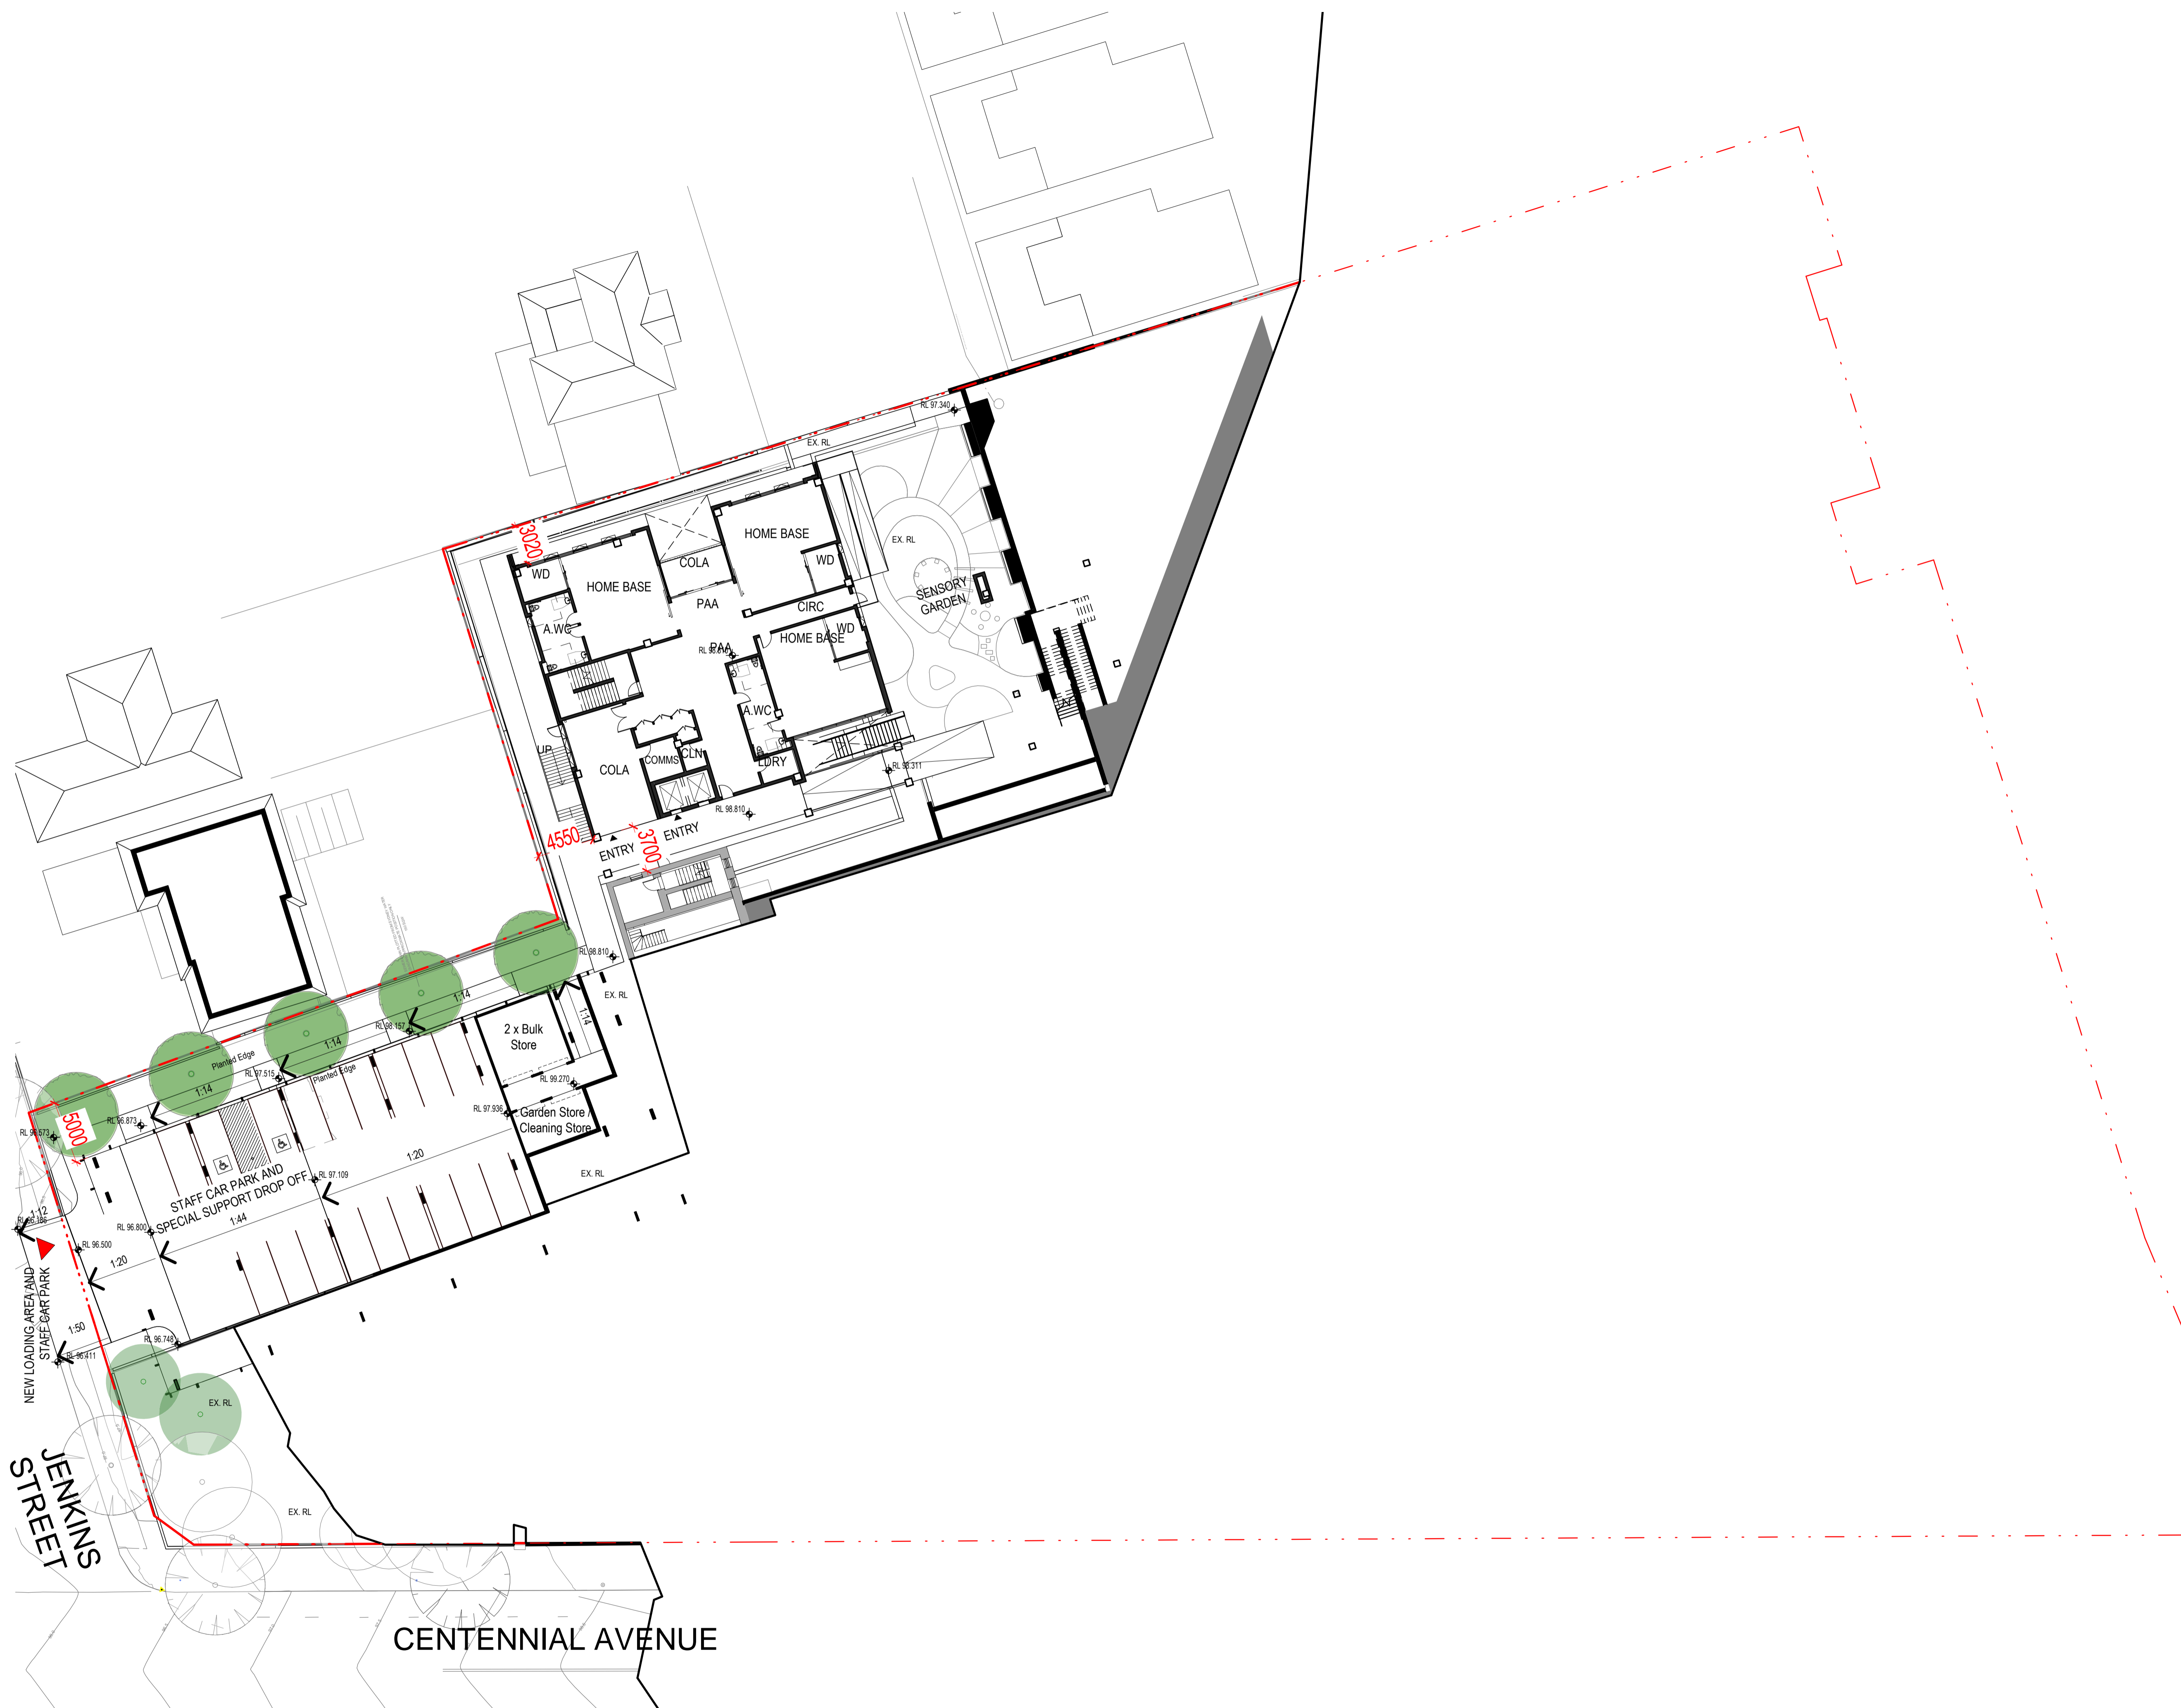 RL 97.340
EX. RL
3020
HOME BASE
COLA
WD
EX. RL
WD
HOME BASE
SENSORY
GARDEN
PAA
CIRC
A.WC
WD
HOME BASE
PAA
A.WC
UP
COLA
COMMS
CLN
LDRY
RL 98.311
RL 98.810
ENTRY
4550
3700
ENTRY
RL 98.810
EX. RL
1:14
1:14
2 x Bulk
Store
RL 98.157
1:14
Planted Edge
RL 97.515
Planted Edge
1:14
RL 99.270
RL 97.936
Garden Store /
Cleaning Store
5000
RL 96.873
RL 96.573
1:20
EX. RL
STAFF CAR PARK AND
SPECIAL SUPPORT DROP OFF
RL 97.109
1:12
1:44
RL 96.800
RL 96.500
1:20
NEW LOADING AREA AND
STAFF CAR PARK
1:50
RL 96.748
RL 96.411
EX. RL
JENKINS
STREET
EX. RL
CENTENNIAL AVENUE